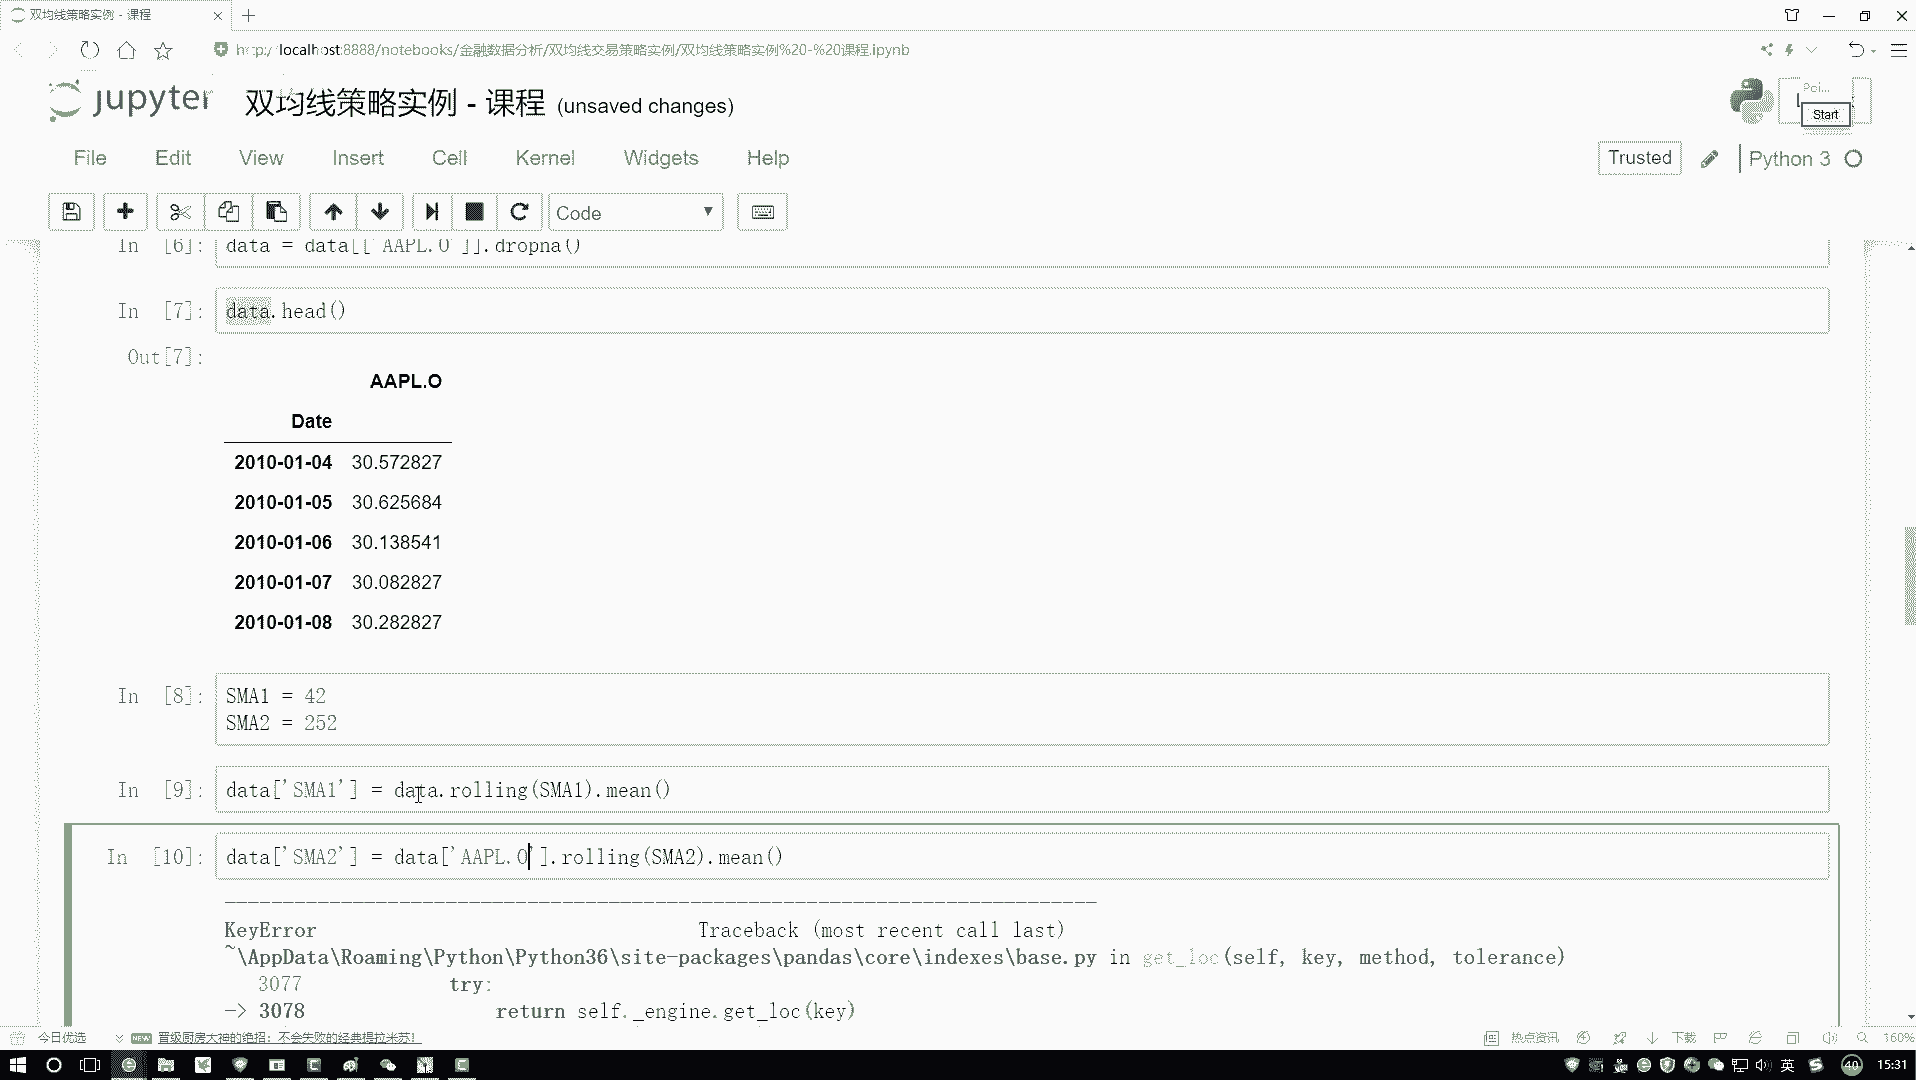 双均线策略实例 - 课程
http://localhost:8888/notebooks/金融数据分析/双均线交易策略实例/双均线策略实例%20-%20课程.ipynb
jupyter 双均线策略实例 - 课程 (unsaved changes)
Poi...
Start
File Edit View Insert Cell Kernel Widgets Help
Trusted Python 3
Code
In [6]: data = data[['AAPL.O']].dropna()
In [7]: data.head()
Out[7]:
AAPL.O
Date
2010-01-04 30.572827
2010-01-05 30.625684
2010-01-06 30.138541
2010-01-07 30.082827
2010-01-08 30.282827
In [8]: SMA1 = 42
SMA2 = 252
In [9]: data['SMA1'] = data.rolling(SMA1).mean()
In [10]: data['SMA2'] = data['AAPL.O'].rolling(SMA2).mean()
---------------------------------------------------------------------------
KeyError Traceback (most recent call last)
~\AppData\Roaming\Python\Python36\site-packages\pandas\core\indexes\base.py in get_loc(self, key, method, tolerance)
3077 try:
-> 3078 return self._engine.get_loc(key)
今日优选 NEW 晋级厨房大神的绝招：不会失败的经典提拉米苏！ 热点资讯 下载 160%
英 40 15:31